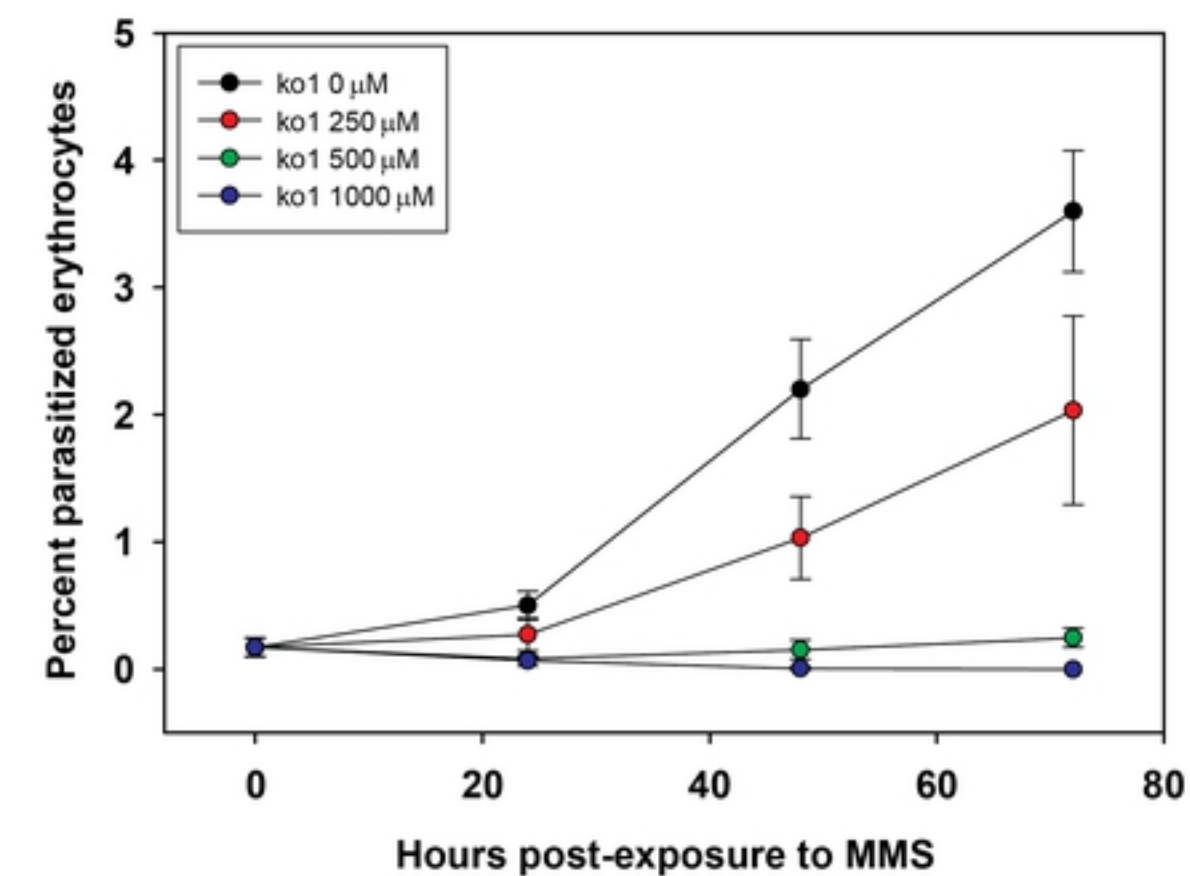 5
ko1 0 μM
ko1 250 μM
ko1 500 μM
ko1 1000 μM
4
3
2
1
0
Percent parasitized erythrocytes
0 20 40 60 80
Hours post-exposure to MMS